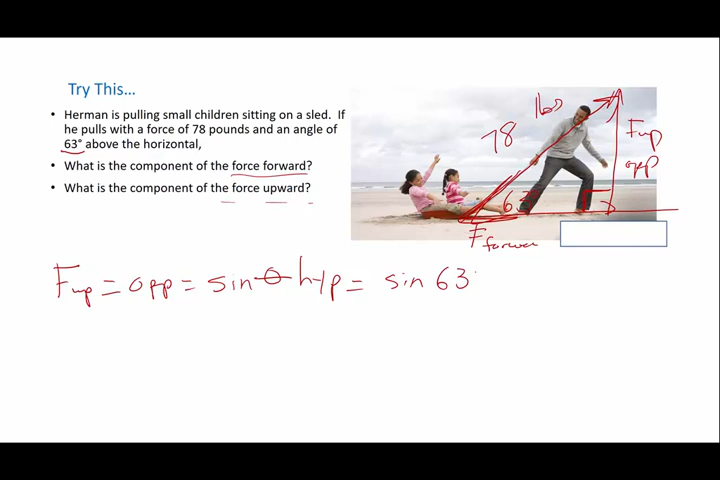 Try This…
• Herman is pulling small children sitting on a sled. If
he pulls with a force of 78 pounds and an angle of
63° above the horizontal,
• What is the component of the force forward?
• What is the component of the force upward?
78 lbs
Fup
opp
63
Fforwar
Fup = opp = sin θ hyp = sin 63